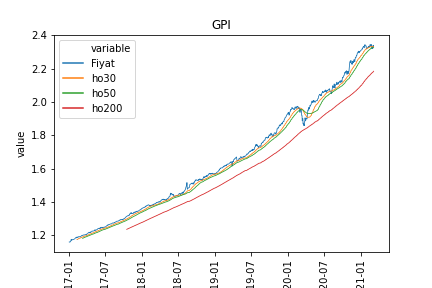 GPI
variable
Fiyat
ho30
ho50
ho200
value
2.4
2.2
2.0
1.8
1.6
1.4
1.2
17-01
17-07
18-01
18-07
19-01
19-07
20-01
20-07
21-01